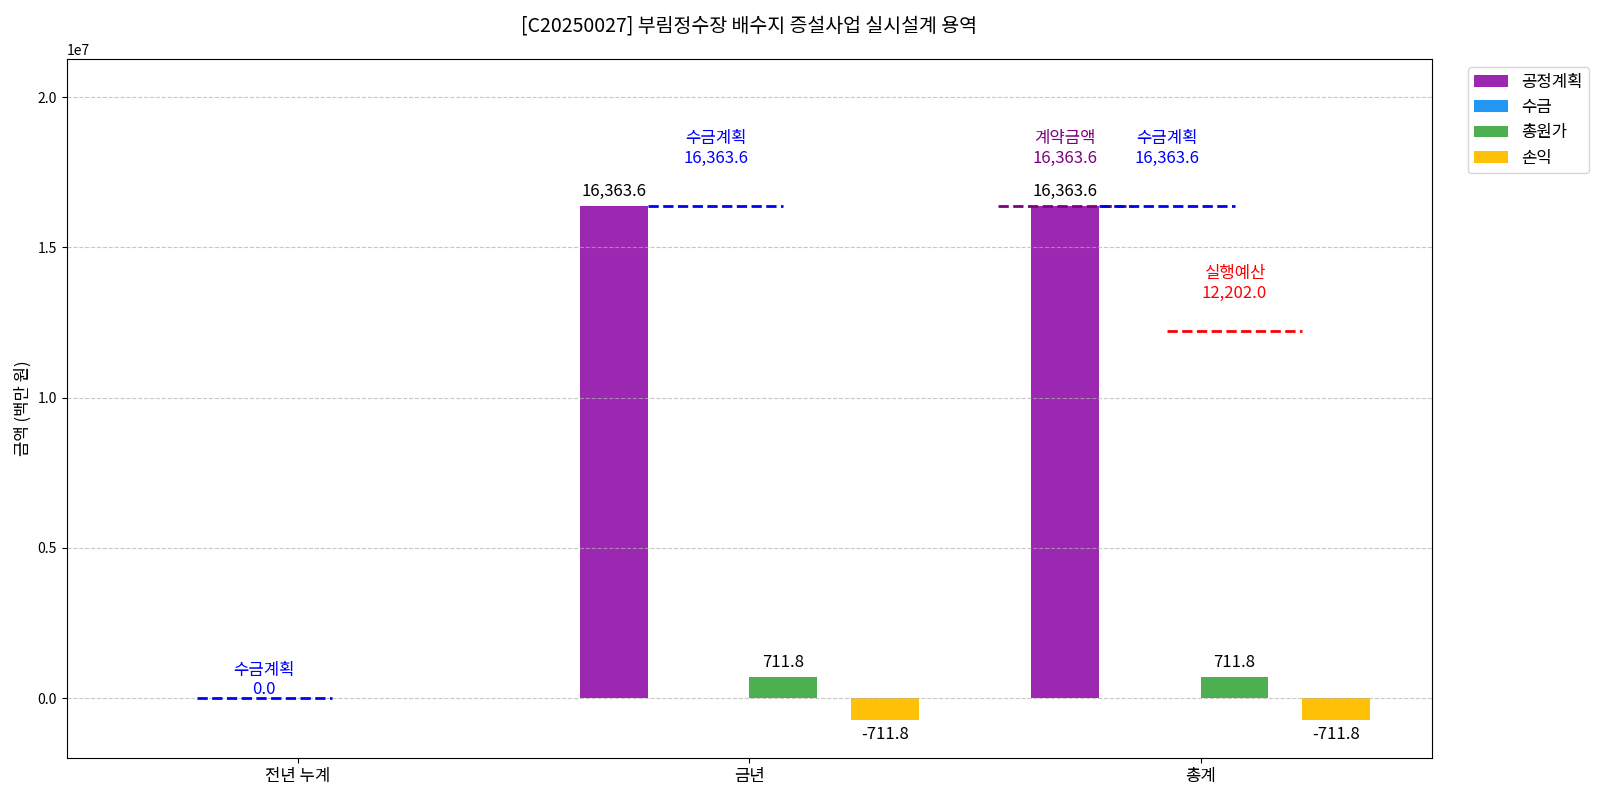 [C20250027] 부림정수장 배수지 증설사업 실시설계 용역
1e7
2.0
1.5
1.0
0.5
0.0
금액 (백만 원)
수금계획
0.0
16,363.6
수금계획
16,363.6
711.8
-711.8
계약금액
16,363.6
16,363.6
수금계획
16,363.6
실행예산
12,202.0
711.8
-711.8
전년 누계
금년
총계
공정계획
수금
총원가
손익